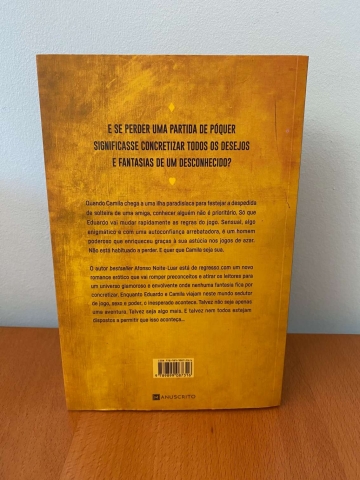 E SE PERDER UMA PARTIDA DE PÓQUER
SIGNIFICASSE CONCRETIZAR TODOS OS DESEJOS
E FANTASIAS DE UM DESCONHECIDO?
Quando Camila chega a uma ilha paradisíaca para festejar a despedida
de solteira de uma amiga, conhecer alguém não é prioritário. Só que
Eduardo vai mudar rapidamente as regras do jogo. Sensual, algo
enigmático e com uma autoconfiança arrebatadora, é um homem
poderoso que enriqueceu graças à sua astúcia nos jogos de azar.
Não está habituado a perder. E quer que Camila seja sua.
O autor bestseller Afonso Noite-Luar está de regresso com um novo
romance erótico que vai romper preconceitos e atirar os leitores para
um universo glamoroso e envolvente onde nenhuma fantasia fica por
concretizar. Enquanto Eduardo e Camila viajam neste mundo sedutor
de jogo, sexo e poder, o inesperado acontece. Talvez não seja apenas
uma aventura. Talvez seja algo mais. E talvez nem todos estejam
dispostos a permitir que isso aconteça...
MANUSCRITO